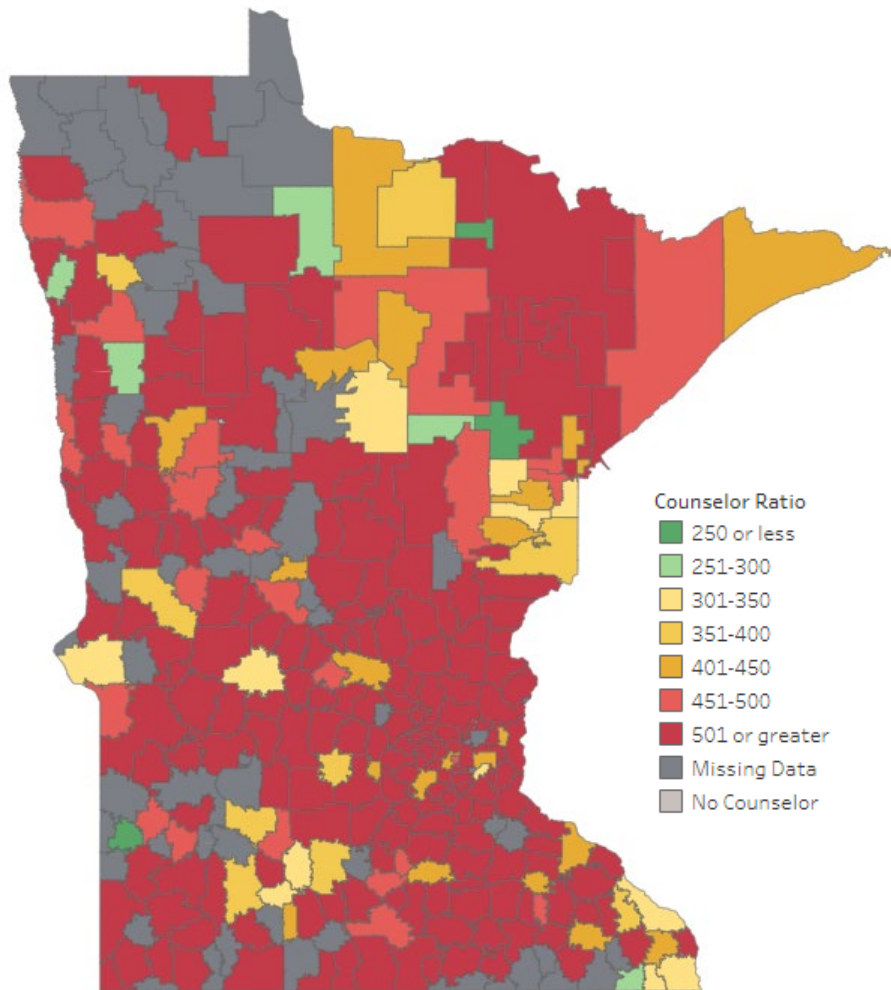 Counselor Ratio
250 or less
251-300
301-350
351-400
401-450
451-500
501 or greater
Missing Data
No Counselor